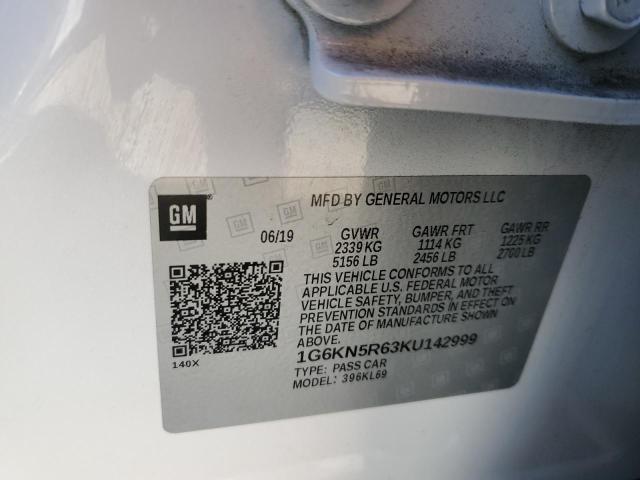 GM
MFD BY GENERAL MOTORS LLC
06/19 GVWR GAWR FRT GAWR RR
2339 KG 1114 KG 1225 KG
5156 LB 2456 LB 2700 LB
THIS VEHICLE CONFORMS TO ALL
APPLICABLE U.S. FEDERAL MOTOR
VEHICLE SAFETY, BUMPER, AND THEFT
PREVENTION STANDARDS IN EFFECT ON
THE DATE OF MANUFACTURE SHOWN
ABOVE.
1G6KN5R63KU142999
TYPE: PASS CAR
MODEL: 396KL69
140X